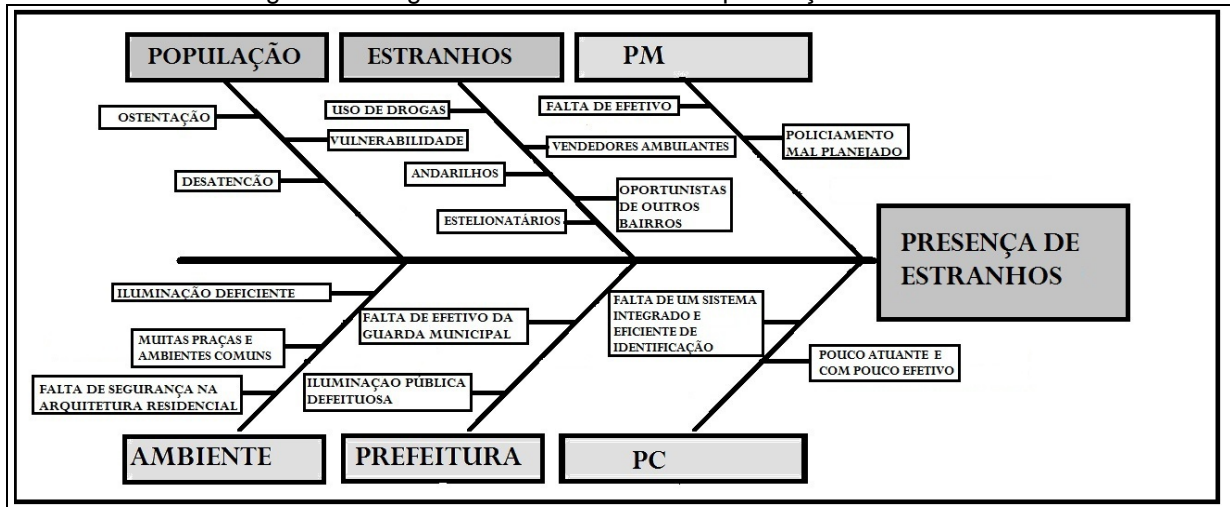 POPULAÇÃO
ESTRANHOS
PM
OSTENTAÇÃO
VULNERABILIDADE
DESATENCÃO
USO DE DROGAS
VENDEDORES AMBULANTES
ANDARILHOS
OPORTUNISTAS
DE OUTROS
BAIRROS
ESTELIONATÁRIOS
FALTA DE EFETIVO
POLICIAMENTO
MAL PLANEJADO
PRESENÇA DE
ESTRANHOS
ILUMINAÇÃO DEFICIENTE
MUITAS PRAÇAS E
AMBIENTES COMUNS
FALTA DE SEGURANÇA NA
ARQUITETURA RESIDENCIAL
FALTA DE EFETIVO DA
GUARDA MUNICIPAL
ILUMINAÇAO PÚBLICA
DEFEITUOSA
FALTA DE UM SISTEMA
INTEGRADO E
EFICIENTE DE
IDENTIFICAÇÃO
POUCO ATUANTE E
COM POUCO EFETIVO
AMBIENTE
PREFEITURA
PC